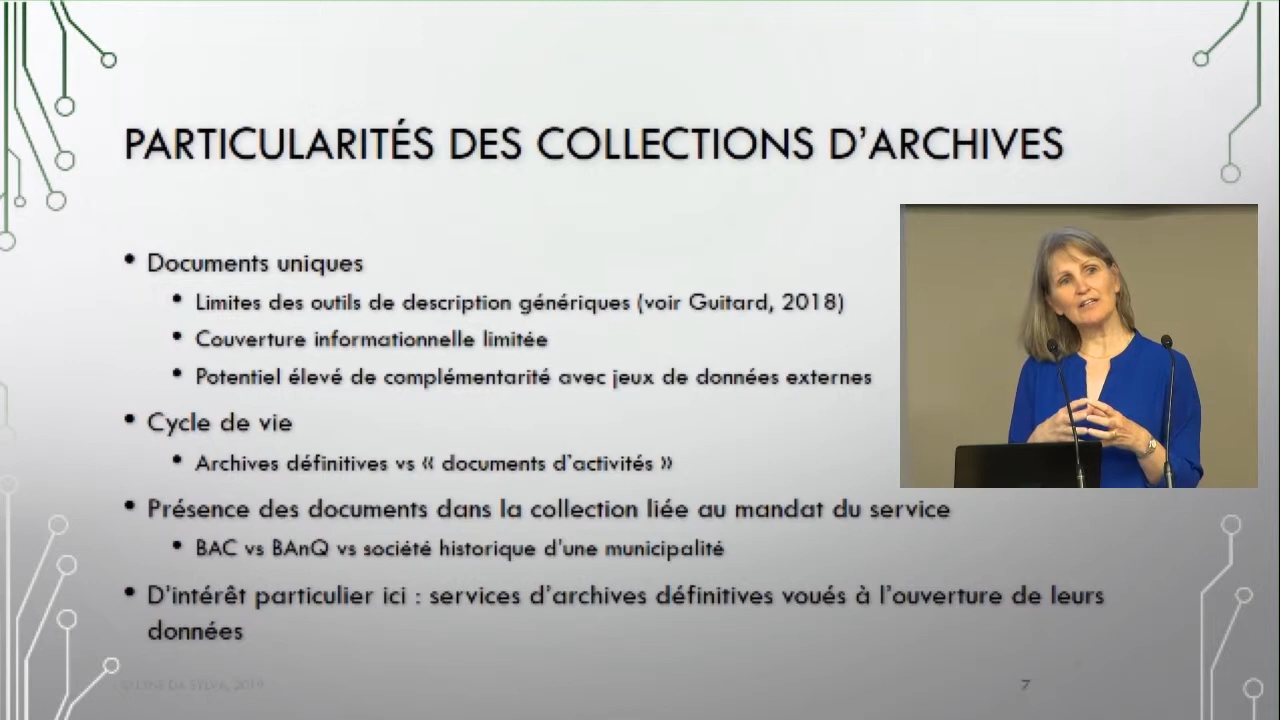 PARTICULARITÉS DES COLLECTIONS D’ARCHIVES
• Documents uniques
• Limites des outils de description génériques (voir Guitard, 2018)
• Couverture informationnelle limitée
• Potentiel élevé de complémentarité avec jeux de données externes
• Cycle de vie
• Archives définitives vs « documents d’activités »
• Présence des documents dans la collection liée au mandat du service
• BAC vs BAnQ vs société historique d’une municipalité
• D’intérêt particulier ici : services d’archives définitives voués à l’ouverture de leurs
données
LYNE DA SYLVA, 2019
7